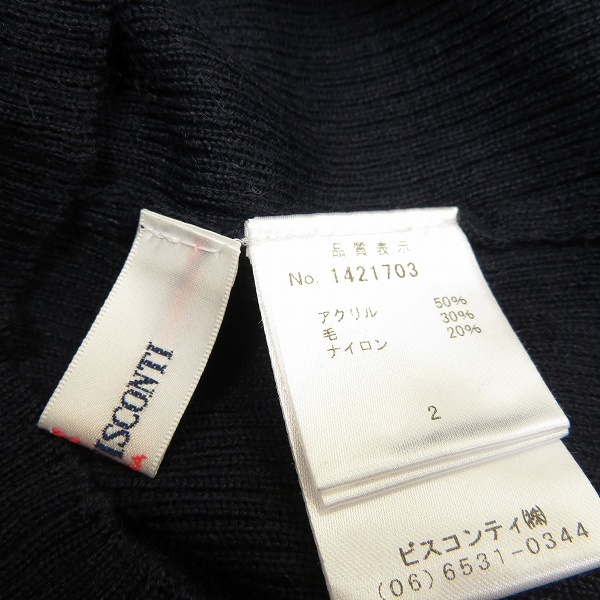 ISCONTI
品質表示
No. 1421703
アクリル 50%
毛 30%
ナイロン 20%
2
ビスコンティ㈱
(06)6531-0344